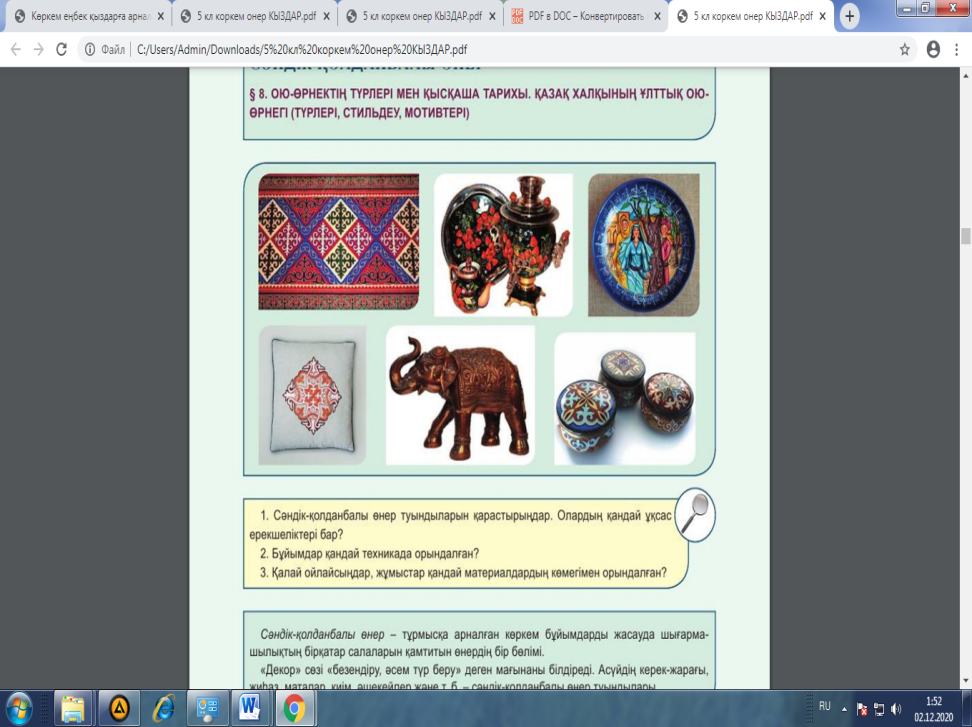 Көркем еңбек қыздарға арнал
5 кл коркем онер КЫЗДАР.pdf
5 кл коркем онер КЫЗДАР.pdf
PDF в DOC – Конвертировать
5 кл коркем онер КЫЗДАР.pdf
Файл | C:/Users/Admin/Downloads/5%20кл%20коркем%20онер%20КЫЗДАР.pdf
§ 8. ОЮ-ӨРНЕКТІҢ ТҮРЛЕРІ МЕН ҚЫСҚАША ТАРИХЫ. ҚАЗАҚ ХАЛҚЫНЫҢ ҰЛТТЫҚ ОЮ-
ӨРНЕГІ (ТҮРЛЕРІ, СТИЛЬДЕУ, МОТИВТЕРІ)
1. Сәндік-қолданбалы өнер туындыларын қарастырыңдар. Олардың қандай ұқсас
ерекшеліктері бар?
2. Бұйымдар қандай техникада орындалған?
3. Қалай ойлайсыңдар, жұмыстар қандай материалдардың көмегімен орындалған?
Сәндік-қолданбалы өнер – тұрмысқа арналған көркем бұйымдарды жасауда шығарма-
шылықтың бірқатар салаларын қамтитын өнердің бір бөлімі.
«Декор» сөзі «безендіру, әсем түр беру» деген мағынаны білдіреді. Асүйдің керек-жарағы,
жиһаз, маталар, киім, әшекейлер және т. б. – сәндік-қолданбалы өнер туындылары.
RU
1:52
02.12.2020